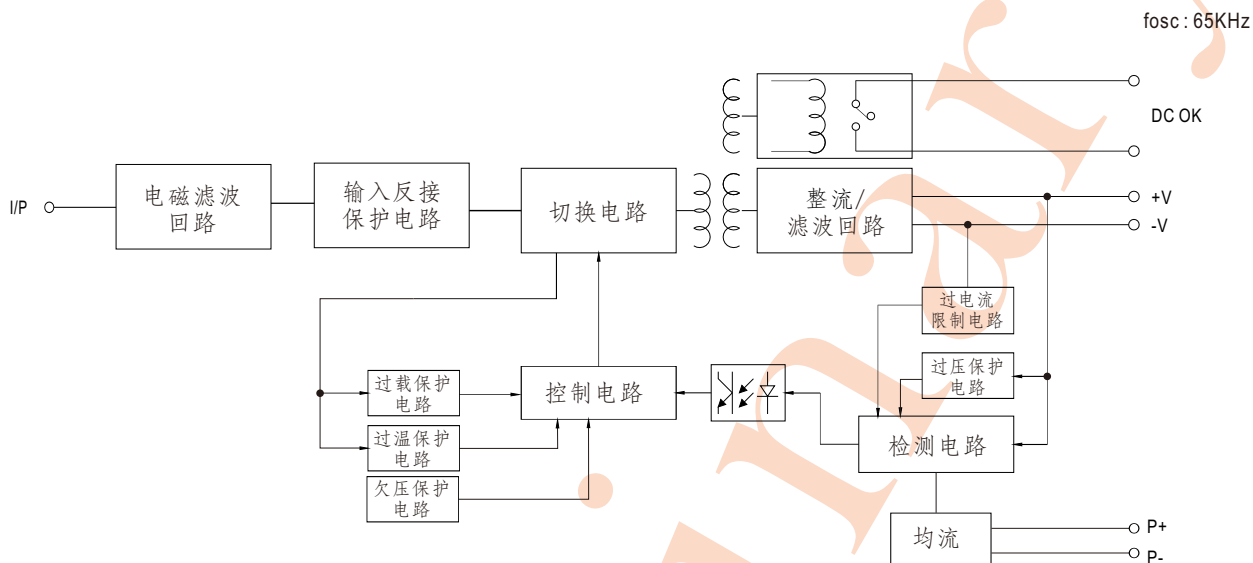 fosc : 65KHz
DC OK
I/P
电磁滤波
回路
输入反接
保护电路
切换电路
整流/
滤波回路
+V
-V
过电流
限制电路
过压保护
电路
过载保护
电路
控制电路
过温保护
电路
检测电路
欠压保护
电路
均流
P+
P-